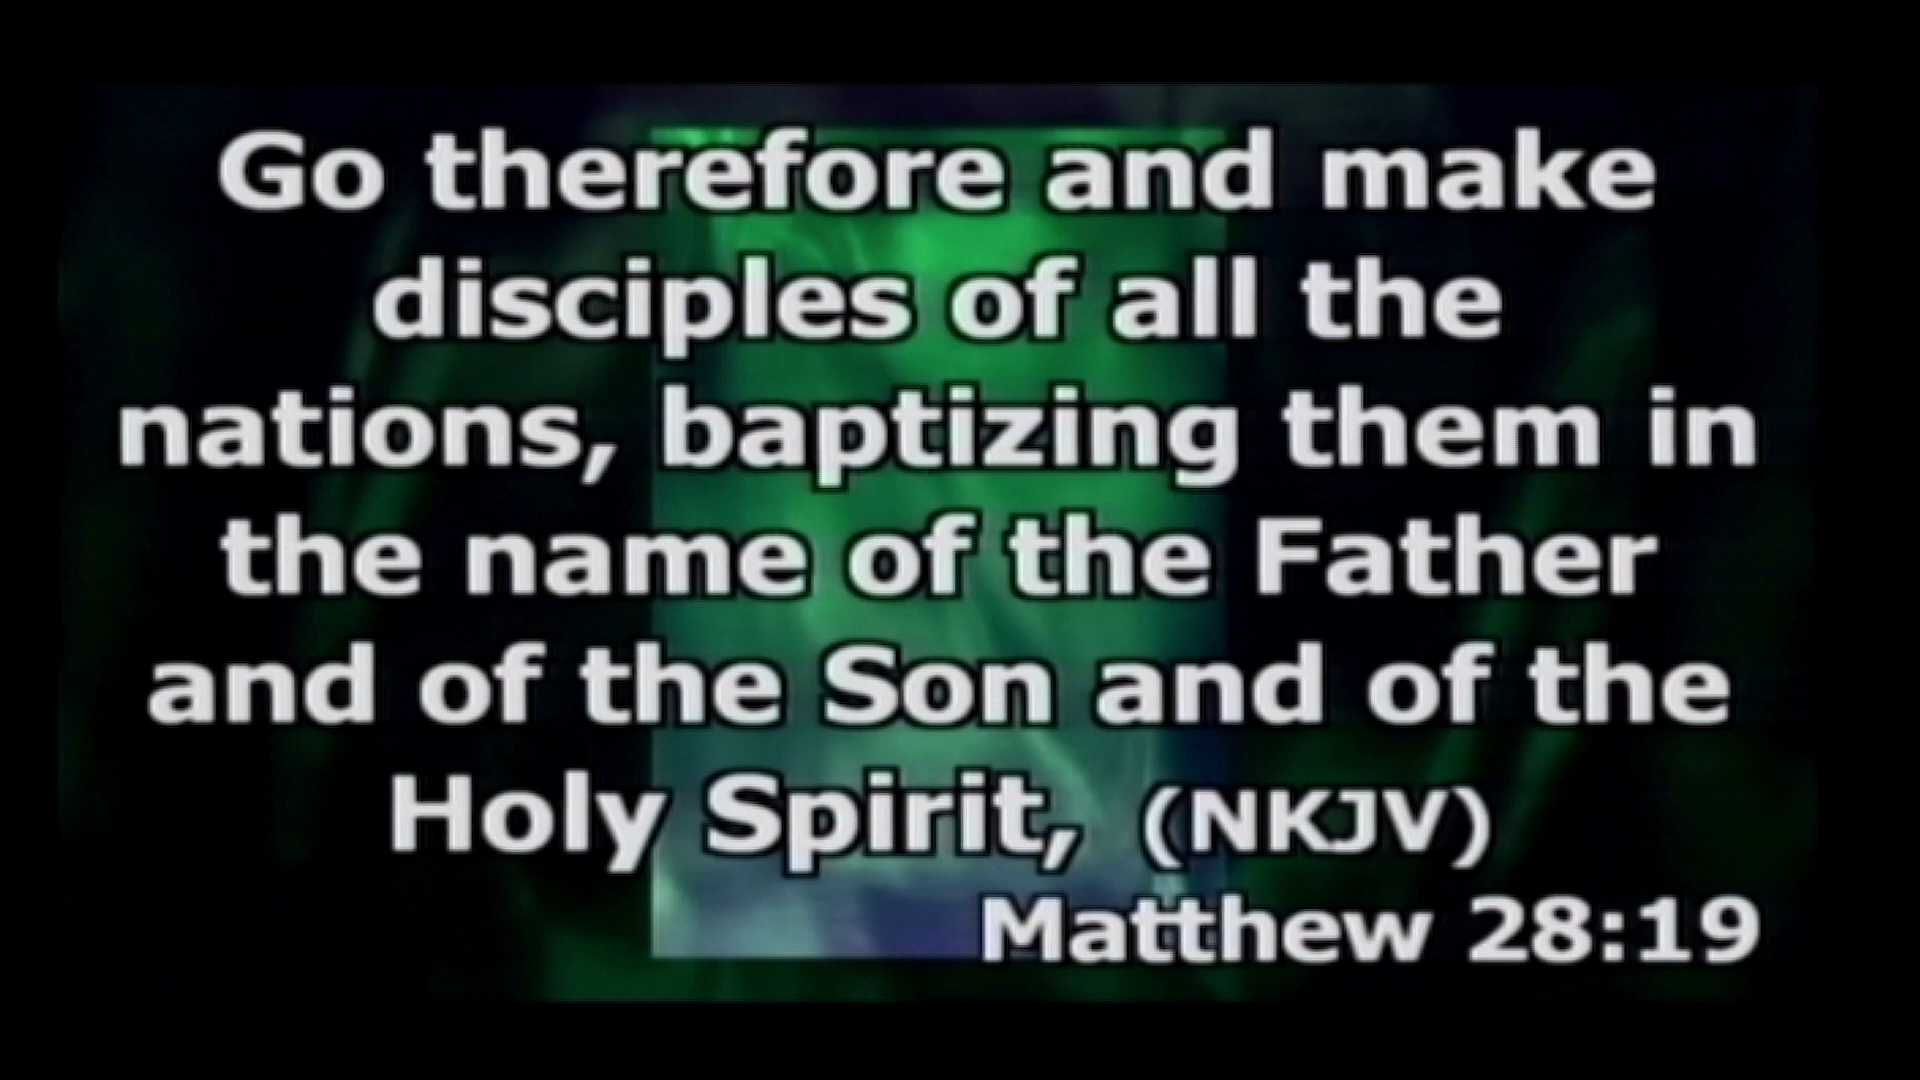 Go therefore and make
disciples of all the
nations, baptizing them in
the name of the Father
and of the Son and of the
Holy Spirit, (NKJV)
Matthew 28:19